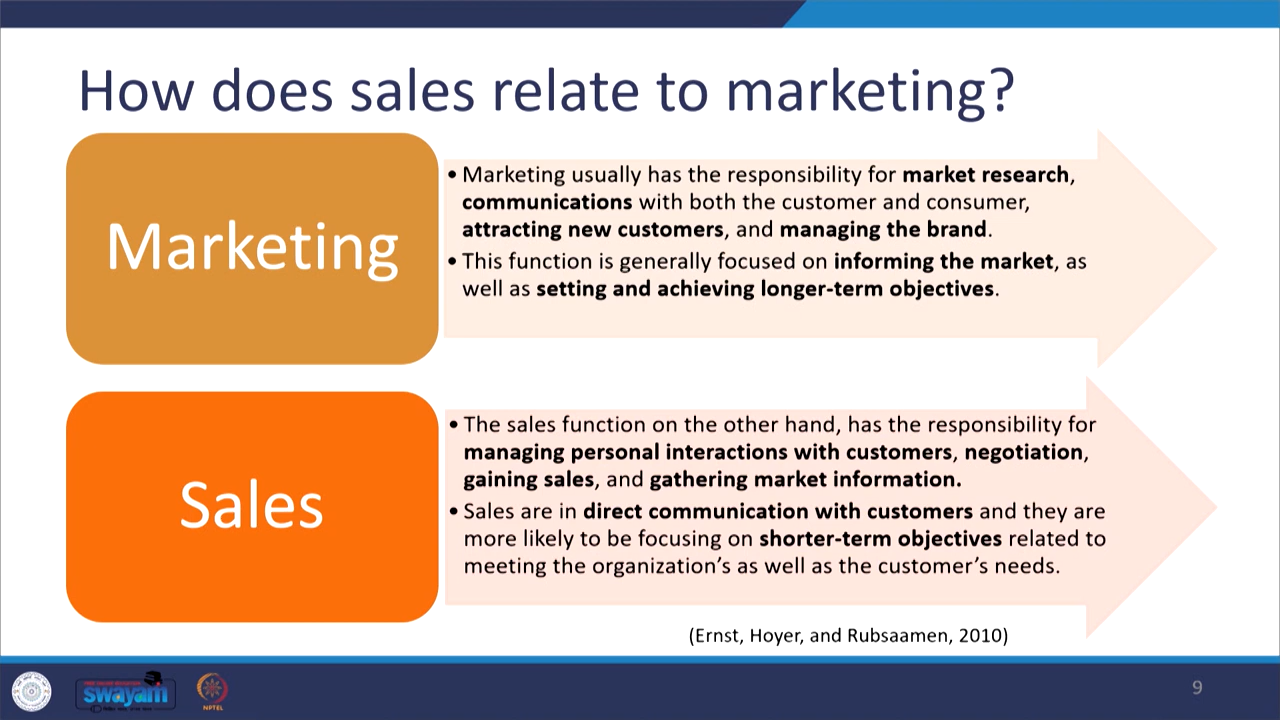 How does sales relate to marketing?
Marketing
• Marketing usually has the responsibility for market research,
communications with both the customer and consumer,
attracting new customers, and managing the brand.
• This function is generally focused on informing the market, as
well as setting and achieving longer-term objectives.
Sales
• The sales function on the other hand, has the responsibility for
managing personal interactions with customers, negotiation,
gaining sales, and gathering market information.
• Sales are in direct communication with customers and they are
more likely to be focusing on shorter-term objectives related to
meeting the organization's as well as the customer's needs.
(Ernst, Hoyer, and Rubsaamen, 2010)
swayam
NPTEL
9